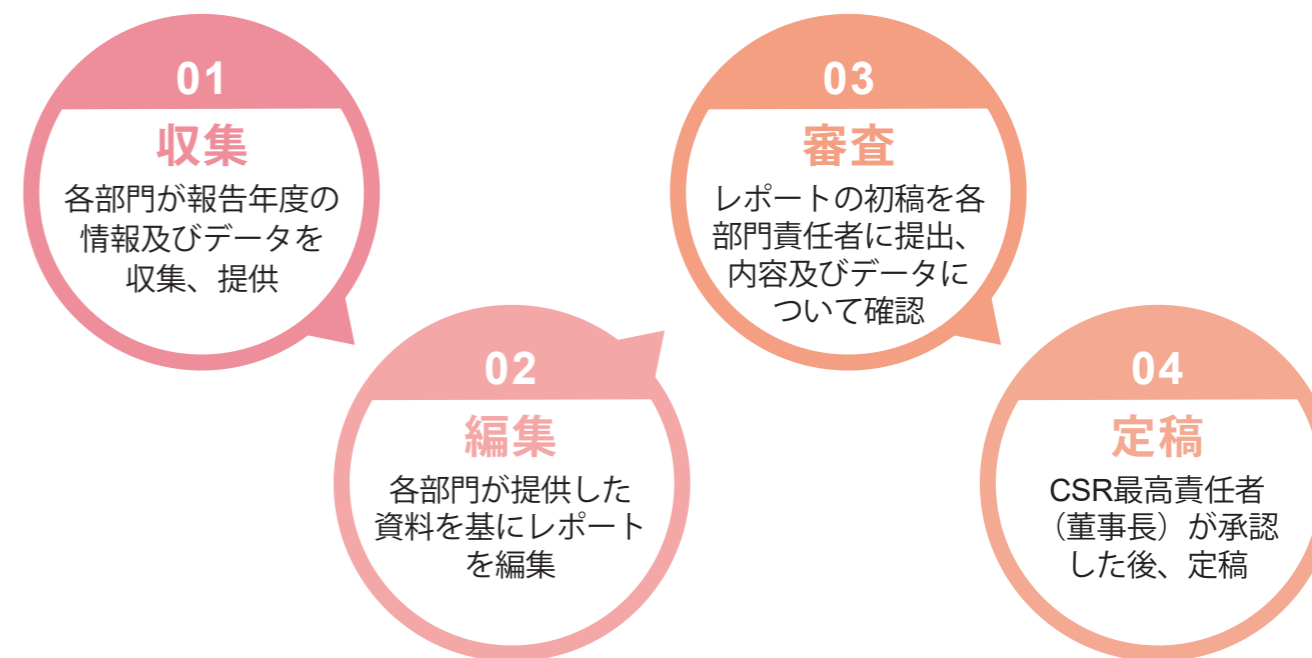 01
収集
各部門が報告年度の
情報及びデータを
収集、提供
02
編集
各部門が提供した
資料を基にレポート
を編集
03
審査
レポートの初稿を各
部門責任者に提出、
内容及びデータに
ついて確認
04
定稿
CSR最高責任者
（董事長）が承認
した後、定稿